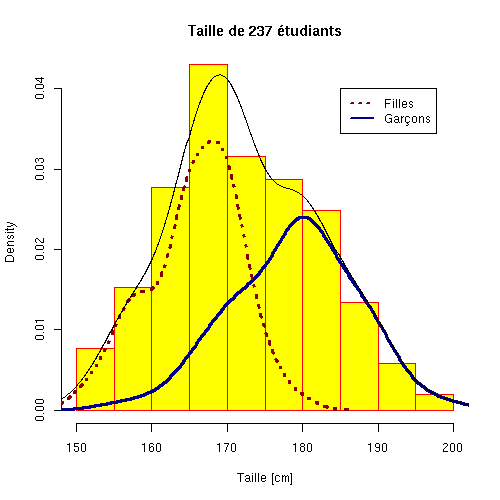 Taille de 237 étudiants
Filles
Garçons
Density
0.04
0.03
0.02
0.01
0.00
150 160 170 180 190 200
Taille [cm]